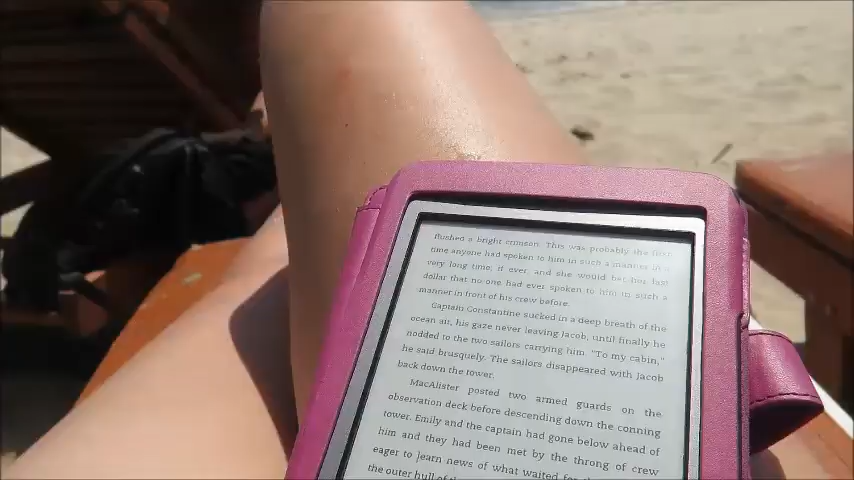 flushed a bright crimson. This was probably the first
time anyone had spoken to him in such a manner in a
very long time, if ever, and she would bet her last
dollar that no one had ever spoken to him in such a
manner in front of his crew before.
Captain Constantine sucked in a deep breath of the
ocean air, his gaze never leaving Jacob, until finally he
nodded to the two sailors carrying him. "To my cabin,"
he said brusquely. The sailors disappeared with Jacob
back down the tower.
MacAlister posted two armed guards on the
observation deck before descending down the conning
tower. Emily and the captain had gone below ahead of
him and they had been met by the throng of crew
eager to learn news of what waited for
the outer hull of